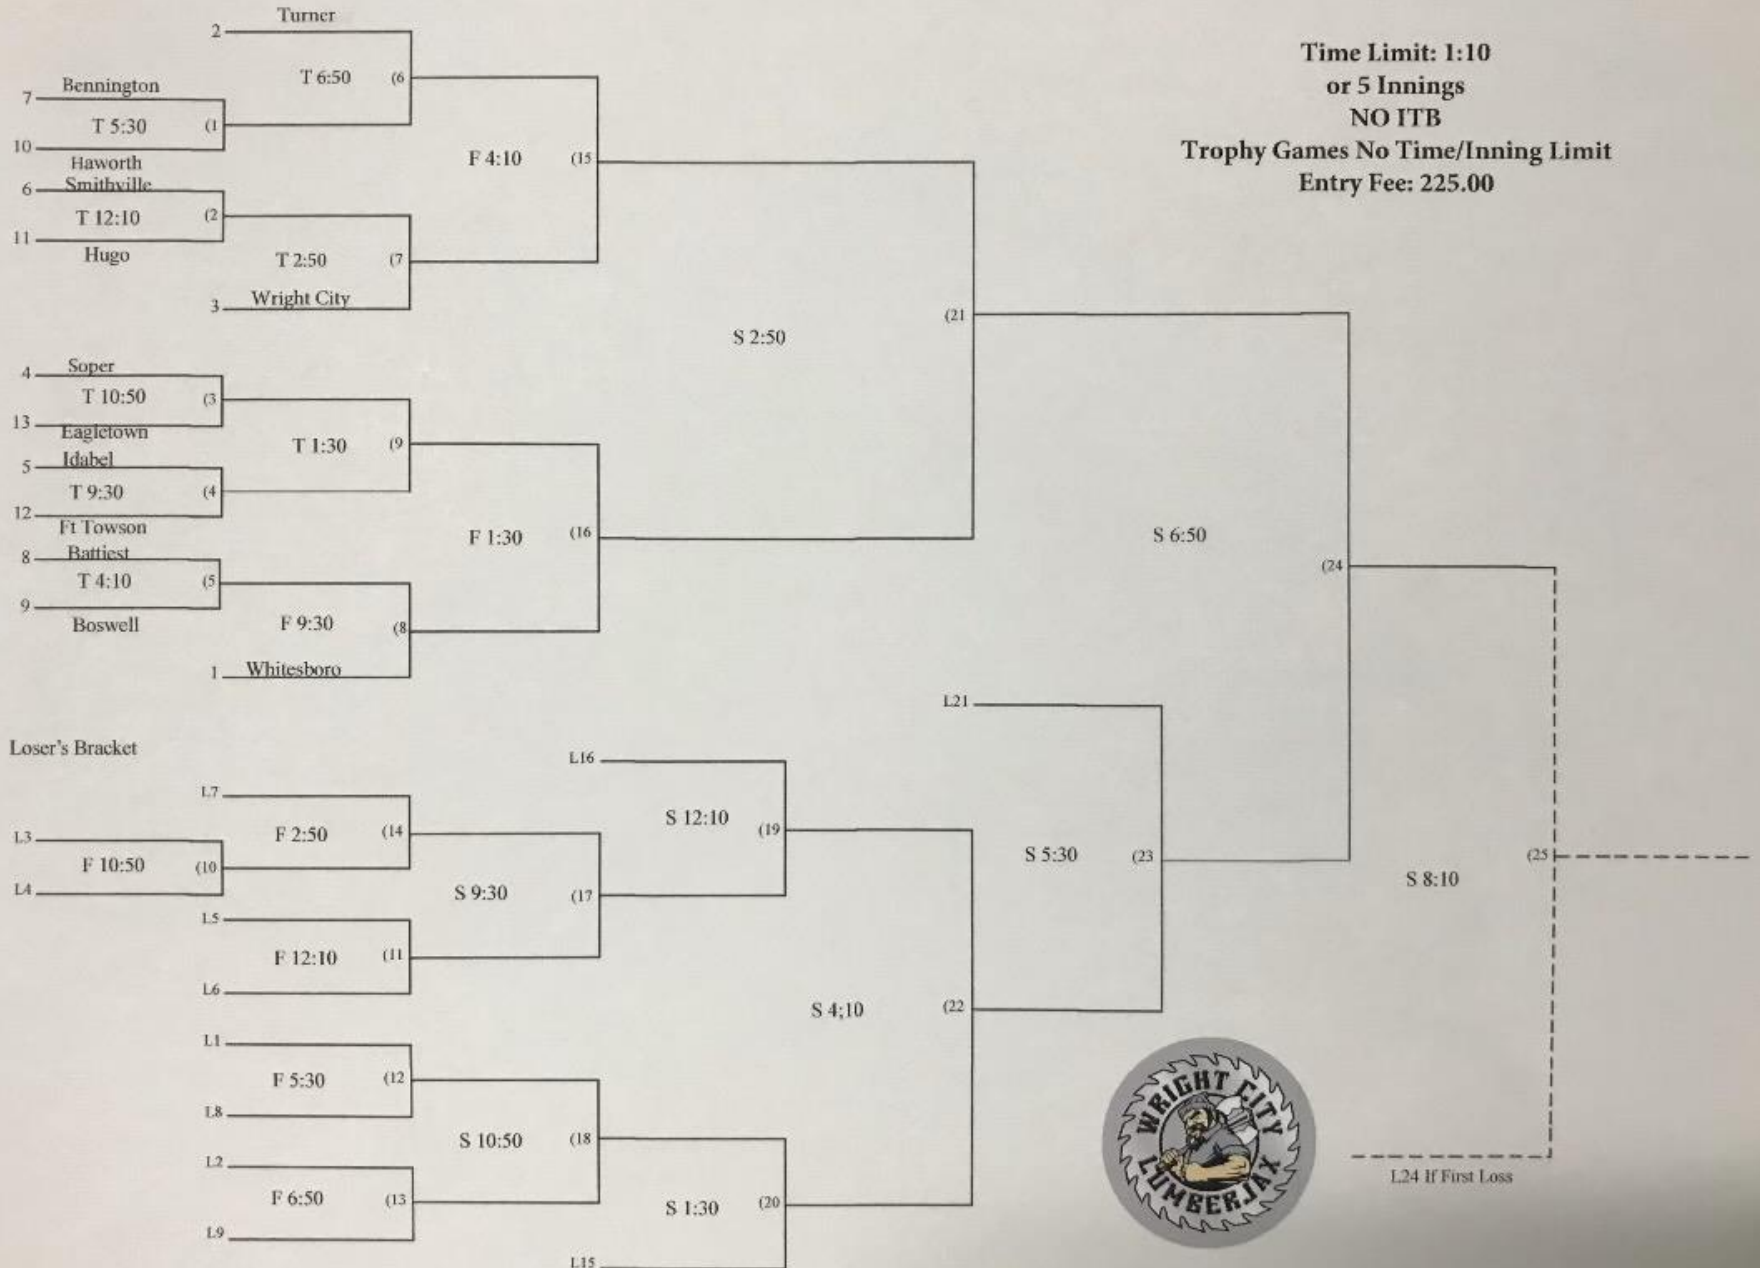 Turner
2
T 6:50
(6
Bennington
7
T 5:30
(1
10
Haworth
Smithville
6
T 12:10
(2
11
Hugo
T 2:50
(7
3
Wright City
F 4:10
(15
Time Limit: 1:10
or 5 Innings
NO ITB
Trophy Games No Time/Inning Limit
Entry Fee: 225.00
S 2:50
(21
Soper
4
T 10:50
(3
13
Eagletown
Idabel
5
T 9:30
(4
12
Ft Towson
T 1:30
(9
Battiest
8
T 4:10
(5
9
Boswell
F 9:30
(8
1
Whitesboro
F 1:30
(16
S 6:50
(24
Loser's Bracket
L7
F 2:50
(14
L3
F 10:50
(10
L4
L5
F 12:10
(11
L6
S 9:30
(17
L16
S 12:10
(19
L21
S 5:30
(23
S 4;10
(22
L1
F 5:30
(12
L8
L2
F 6:50
(13
L9
S 10:50
(18
S 1:30
(20
L15
S 8:10
(25
L24 If First Loss
WRIGHT CITY
LUMBERJAX